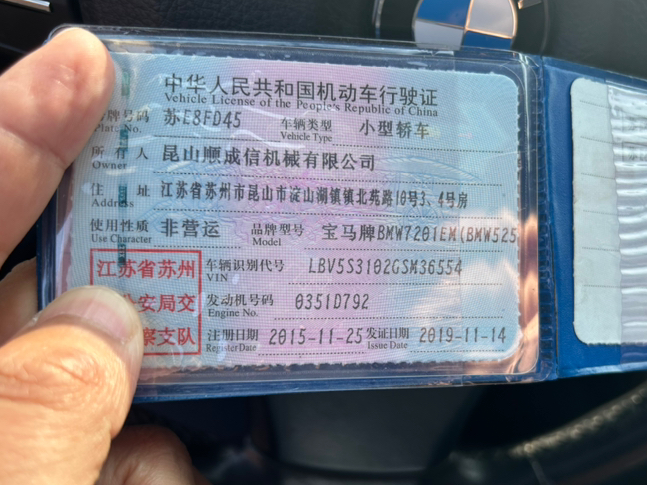 中华人民共和国机动车行驶证
Vehicle License of the People's Republic of China
号牌号码 苏E8FD45 车辆类型 小型轿车
Plate No. Vehicle Type
所有人 昆山顺成信机械有限公司
Owner
住址 江苏省苏州市昆山市淀山湖镇镇北苑路10号3、4号房
Address
使用性质 非营运 品牌型号 宝马牌BMW7201EM(BMW525
Use Character Model
江苏省苏州
安局交
察支队
车辆识别代号 LBV5S3102GSM36554
VIN
发动机号码 0351D792
Engine No.
注册日期 2015-11-25 发证日期 2019-11-14
Register Date Issue Date